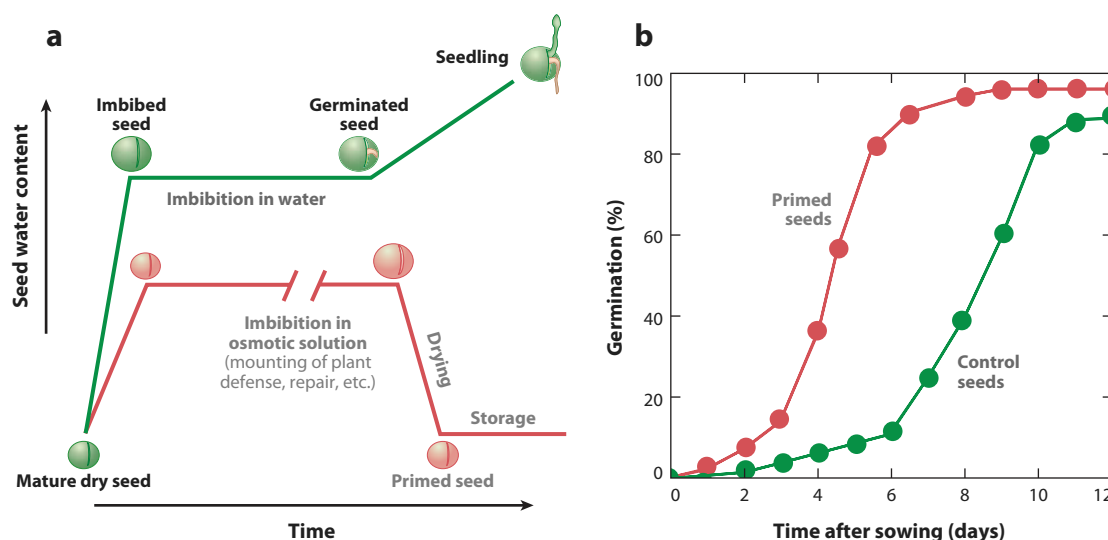 a
Seed water content
Seedling
Imbibed
seed
Germinated
seed
Imbibition in water
Imbibition in
osmotic solution
(mounting of plant
defense, repair, etc.)
Drying
Storage
Mature dry seed
Primed seed
Time
b
Germination (%)
100
80
60
40
20
0
Primed
seeds
Control
seeds
0 2 4 6 8 10 12
Time after sowing (days)